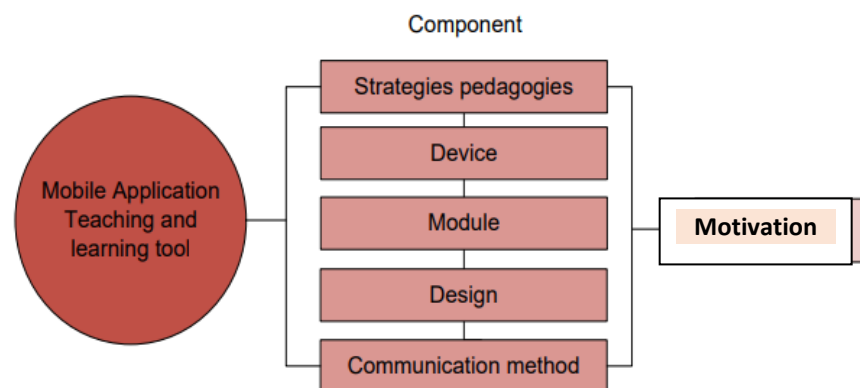 Component
Strategies pedagogies
Device
Mobile Application
Teaching and
learning tool
Module
Motivation
Design
Communication method